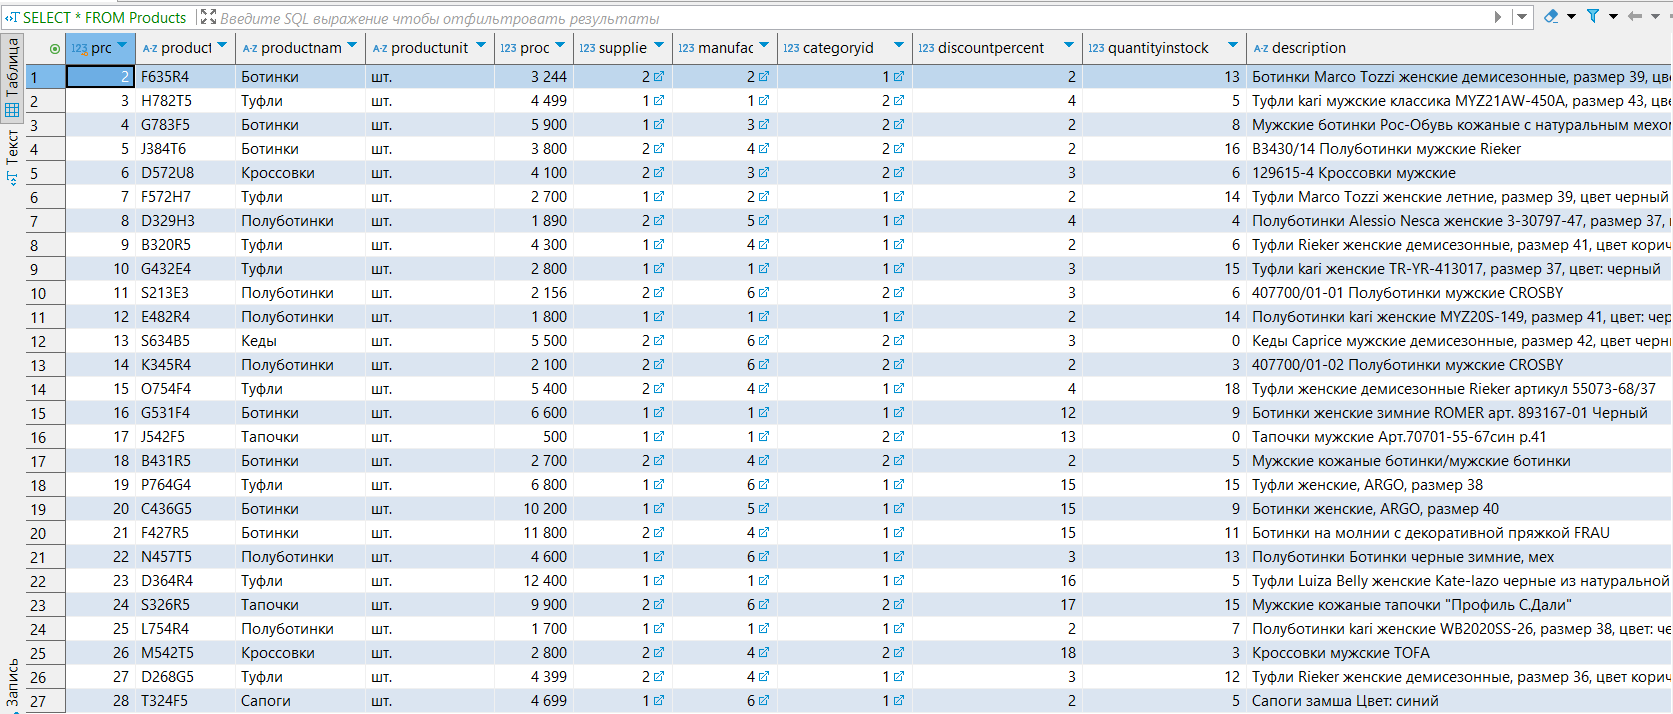 SELECT * FROM Products Введите SQL выражение чтобы отфильтровать результаты
Таблица
Текст
Запись
123 prc A-Z product A-Z productnam A-Z productunit 123 proc 123 supplie 123 manufac 123 categoryid 123 discountpercent 123 quantityinstock A-Z description
1 2 F635R4 Ботинки шт. 3 244 2 2 1 2 13 Ботинки Marco Tozzi женские демисезонные, размер 39, цве
2 3 H782T5 Туфли шт. 4 499 1 1 2 4 5 Туфли kari мужские классика MYZ21AW-450A, размер 43, цве
3 4 G783F5 Ботинки шт. 5 900 1 3 2 2 8 Мужские ботинки Рос-Обувь кожаные с натуральным мехом
4 5 J384T6 Ботинки шт. 3 800 2 4 2 2 16 B3430/14 Полуботинки мужские Rieker
5 6 D572U8 Кроссовки шт. 4 100 2 3 2 3 6 129615-4 Кроссовки мужские
6 7 F572H7 Туфли шт. 2 700 1 2 1 2 14 Туфли Marco Tozzi женские летние, размер 39, цвет черный
7 8 D329H3 Полуботинки шт. 1 890 2 5 1 4 4 Полуботинки Alessio Nesca женские 3-30797-47, размер 37,
8 9 B320R5 Туфли шт. 4 300 1 4 1 2 6 Туфли Rieker женские демисезонные, размер 41, цвет корич
9 10 G432E4 Туфли шт. 2 800 1 1 1 3 15 Туфли kari женские TR-YR-413017, размер 37, цвет: черный
10 11 S213E3 Полуботинки шт. 2 156 2 6 2 3 6 407700/01-01 Полуботинки мужские CROSBY
11 12 E482R4 Полуботинки шт. 1 800 1 1 1 2 14 Полуботинки kari женские MYZ20S-149, размер 41, цвет: чер
12 13 S634B5 Кеды шт. 5 500 2 6 2 3 0 Кеды Caprice мужские демисезонные, размер 42, цвет черн
13 14 K345R4 Полуботинки шт. 2 100 2 6 2 2 3 407700/01-02 Полуботинки мужские CROSBY
14 15 O754F4 Туфли шт. 5 400 2 4 1 4 18 Туфли женские демисезонные Rieker артикул 55073-68/37
15 16 G531F4 Ботинки шт. 6 600 1 1 1 12 9 Ботинки женские зимние ROMER арт. 893167-01 Черный
16 17 J542F5 Тапочки шт. 500 1 1 2 13 0 Тапочки мужские Арт.70701-55-67син р.41
17 18 B431R5 Ботинки шт. 2 700 2 4 2 2 5 Мужские кожаные ботинки/мужские ботинки
18 19 P764G4 Туфли шт. 6 800 1 6 1 15 15 Туфли женские, ARGO, размер 38
19 20 C436G5 Ботинки шт. 10 200 1 5 1 15 9 Ботинки женские, ARGO, размер 40
20 21 F427R5 Ботинки шт. 11 800 2 4 1 15 11 Ботинки на молнии с декоративной пряжкой FRAU
21 22 N457T5 Полуботинки шт. 4 600 1 6 1 3 13 Полуботинки Ботинки черные зимние, мех
22 23 D364R4 Туфли шт. 12 400 1 1 1 16 5 Туфли Luiza Belly женские Kate-lazo черные из натуральной
23 24 S326R5 Тапочки шт. 9 900 2 6 2 17 15 Мужские кожаные тапочки "Профиль С.Дали"
24 25 L754R4 Полуботинки шт. 1 700 1 1 1 2 7 Полуботинки kari женские WB2020SS-26, размер 38, цвет: че
25 26 M542T5 Кроссовки шт. 2 800 2 4 2 18 3 Кроссовки мужские TOFA
26 27 D268G5 Туфли шт. 4 399 2 4 1 3 12 Туфли Rieker женские демисезонные, размер 36, цвет корич
27 28 T324F5 Сапоги шт. 4 699 1 6 1 2 5 Сапоги замша Цвет: синий